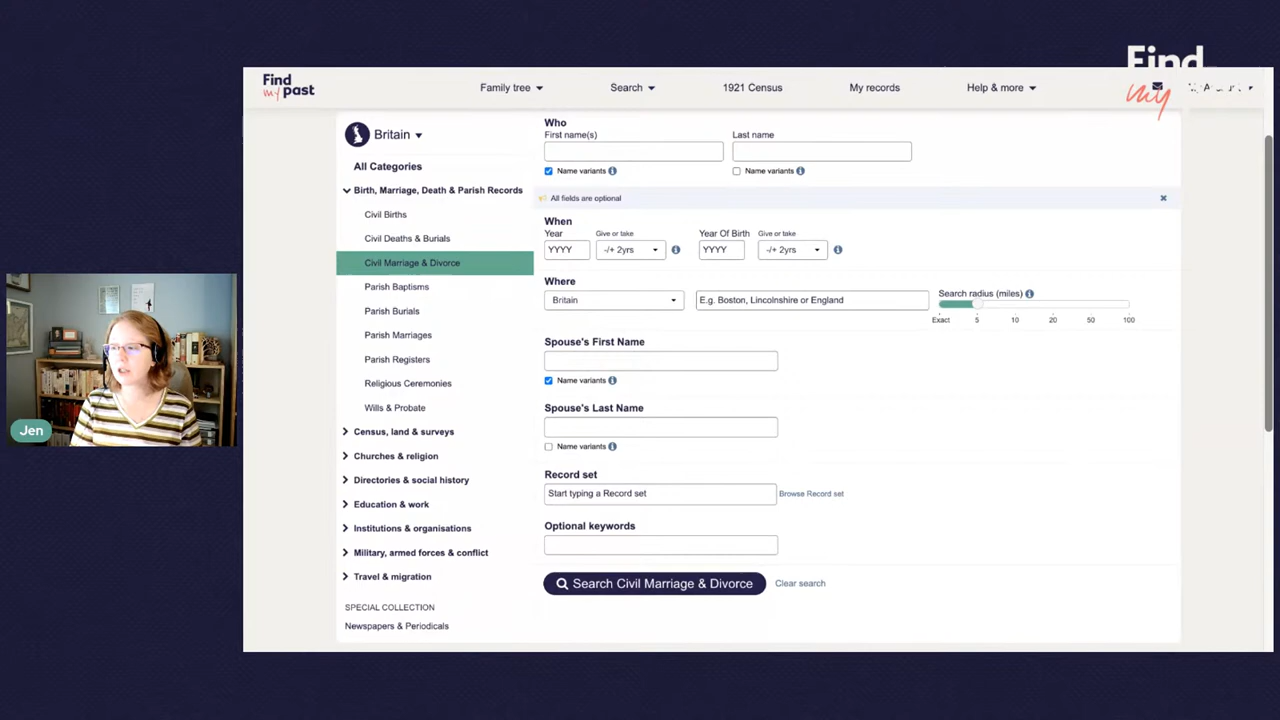 Find
my
Find
my past
Family tree
Search
1921 Census
My records
Help & more
Britain
All Categories
Birth, Marriage, Death & Parish Records
Civil Births
Civil Deaths & Burials
Civil Marriage & Divorce
Parish Baptisms
Parish Burials
Parish Marriages
Parish Registers
Religious Ceremonies
Wills & Probate
Census, land & surveys
Churches & religion
Directories & social history
Education & work
Institutions & organisations
Military, armed forces & conflict
Travel & migration
SPECIAL COLLECTION
Newspapers & Periodicals
Who
First name(s)
Last name
Name variants
Name variants
All fields are optional
When
Year
Give or take
Year Of Birth
Give or take
YYYY
-/+ 2yrs
YYYY
-/+ 2yrs
Where
Britain
E.g. Boston, Lincolnshire or England
Search radius (miles)
Exact 5 10 20 50 100
Spouse's First Name
Name variants
Spouse's Last Name
Name variants
Record set
Start typing a Record set
Browse Record set
Optional keywords
Search Civil Marriage & Divorce
Clear search
Jen